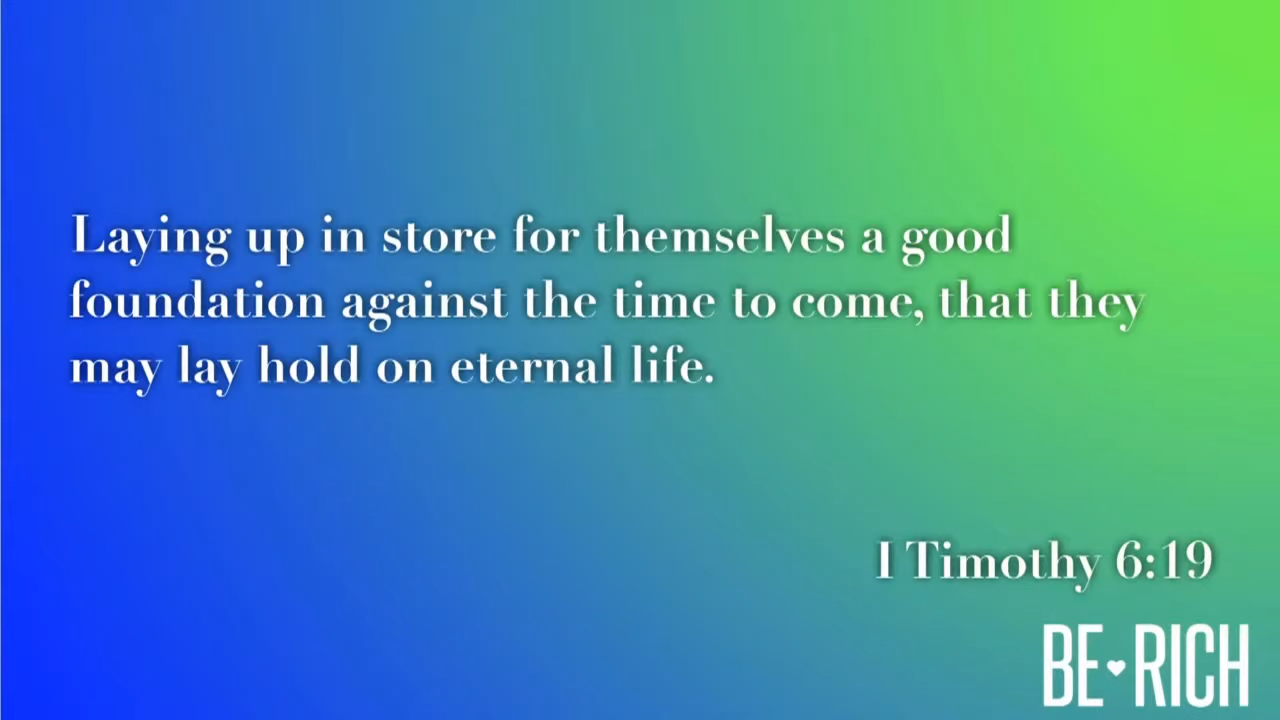 Laying up in store for themselves a good
foundation against the time to come, that they
may lay hold on eternal life.
I Timothy 6:19
BE♥RICH